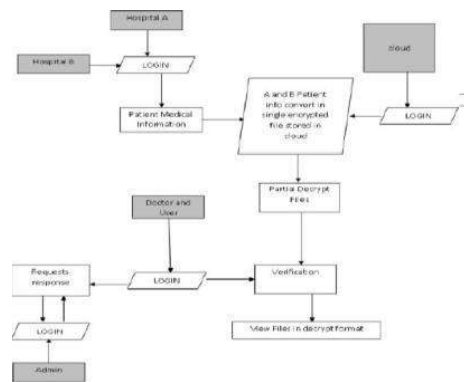 Hospital A
Hospital B
LOGIN
cloud
Patient Medical
Information
A and B Patient
info convert in
single encrypted
file stored in
cloud
LOGIN
Partial Decrypt
Files
Doctor and
User
Requests
response
LOGIN
Verification
LOGIN
View Files in decrypt format
Admin